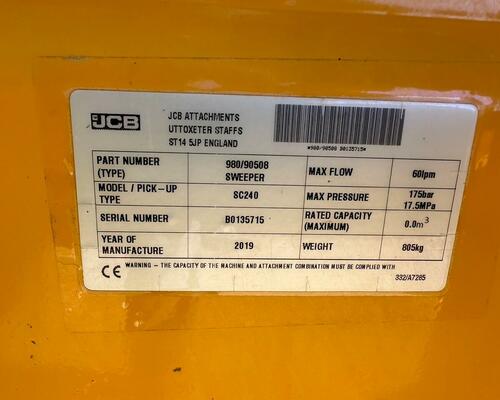 JCB
JCB ATTACHMENTS
UTTOXETER STAFFS
ST14 5JP ENGLAND
*980/90508 B0135715*
PART NUMBER (TYPE) 980/90508 SWEEPER MAX FLOW 60lpm
MODEL / PICK-UP TYPE SC240 MAX PRESSURE 175bar 17.5MPa
SERIAL NUMBER B0135715 RATED CAPACITY (MAXIMUM) 0.0m³
YEAR OF MANUFACTURE 2019 WEIGHT 805kg
CE WARNING - THE CAPACITY OF THE MACHINE AND ATTACHMENT COMBINATION MUST BE COMPLIED WITH
332/A7285